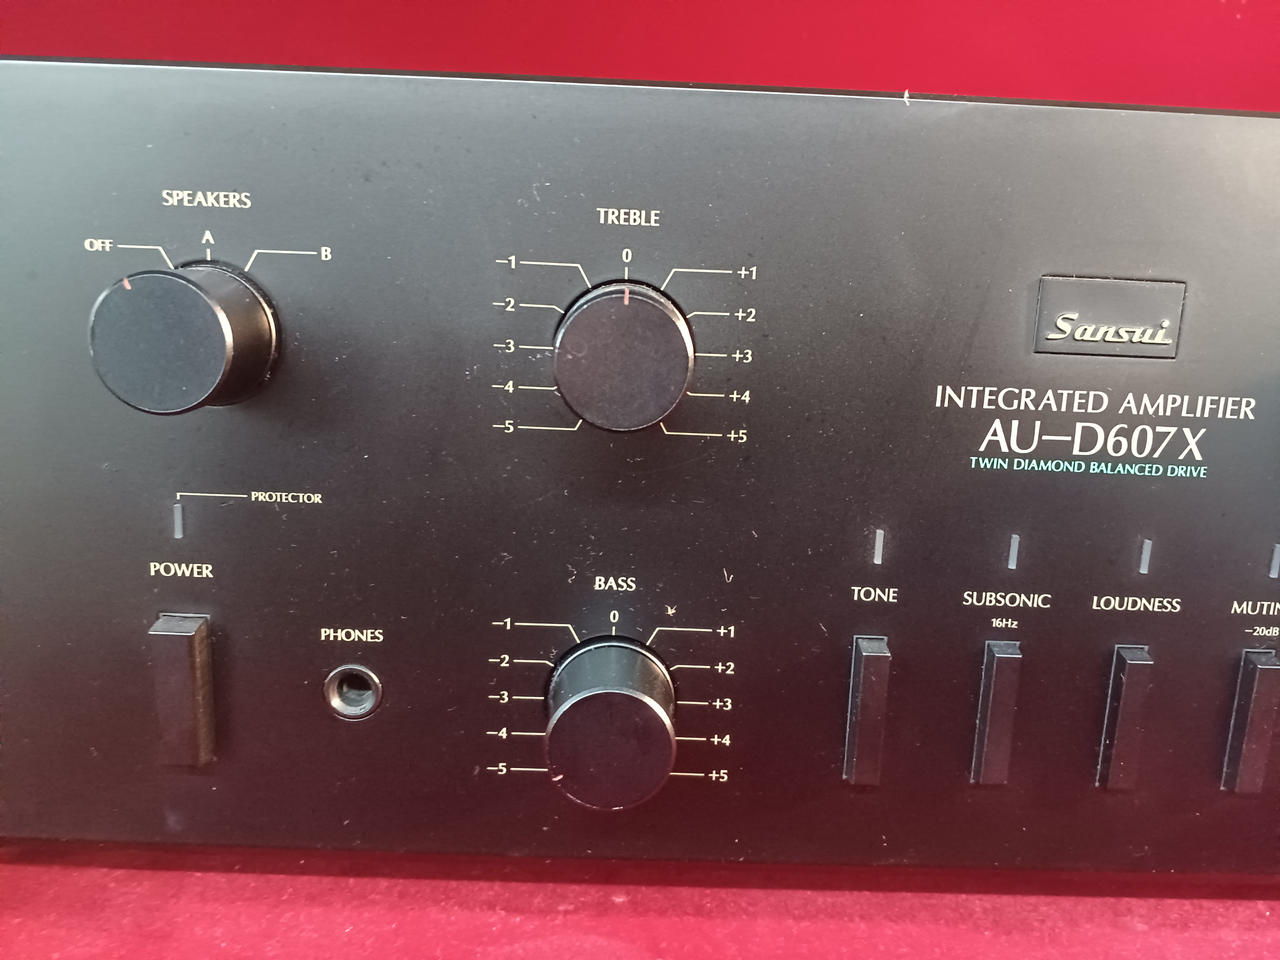 SPEAKERS
OFF
A
B
TREBLE
0
-1
+1
-2
+2
-3
+3
-4
+4
-5
+5
Sansui
INTEGRATED AMPLIFIER
AU-D607X
TWIN DIAMOND BALANCED DRIVE
PROTECTOR
POWER
PHONES
BASS
0
-1
+1
-2
+2
-3
+3
-4
+4
-5
+5
TONE
SUBSONIC
16Hz
LOUDNESS
MUTIN
-20dB